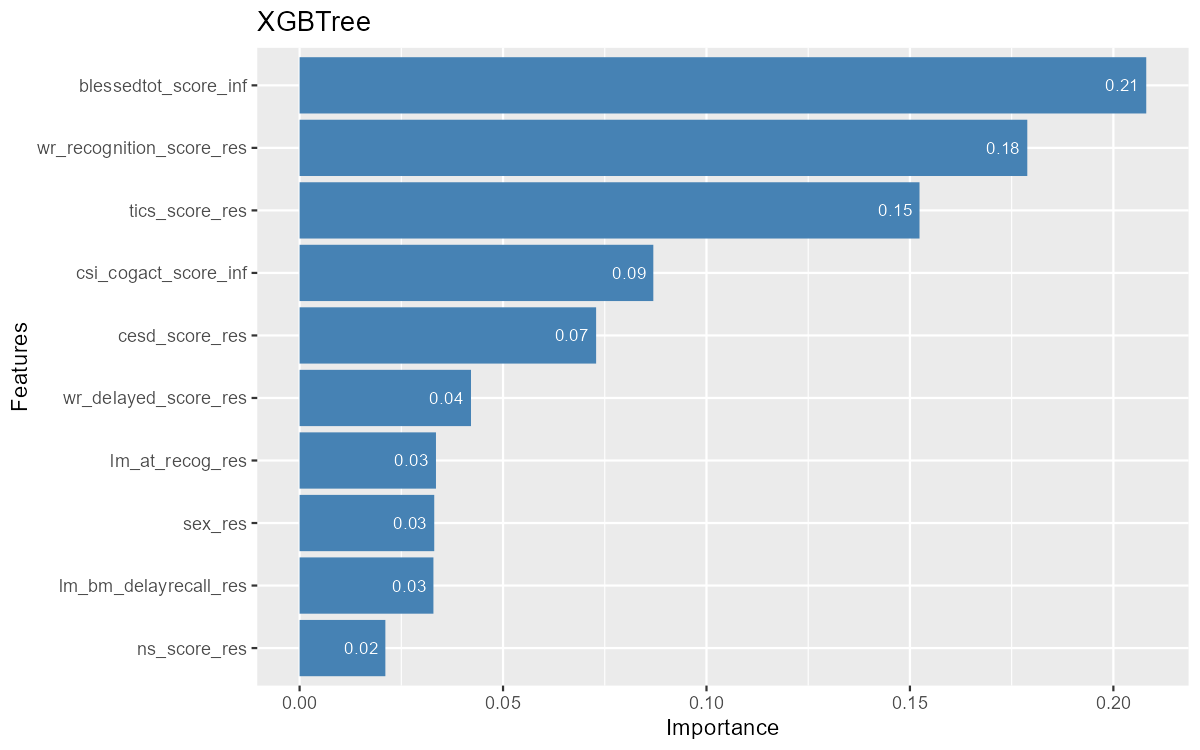 XGBTree
blessedtot_score_inf
0.21
wr_recognition_score_res
0.18
tics_score_res
0.15
csi_cogact_score_inf
0.09
cesd_score_res
0.07
wr_delayed_score_res
0.04
lm_at_recog_res
0.03
sex_res
0.03
lm_bm_delayrecall_res
0.03
ns_score_res
0.02
Features
0.00 0.05 0.10 0.15 0.20
Importance